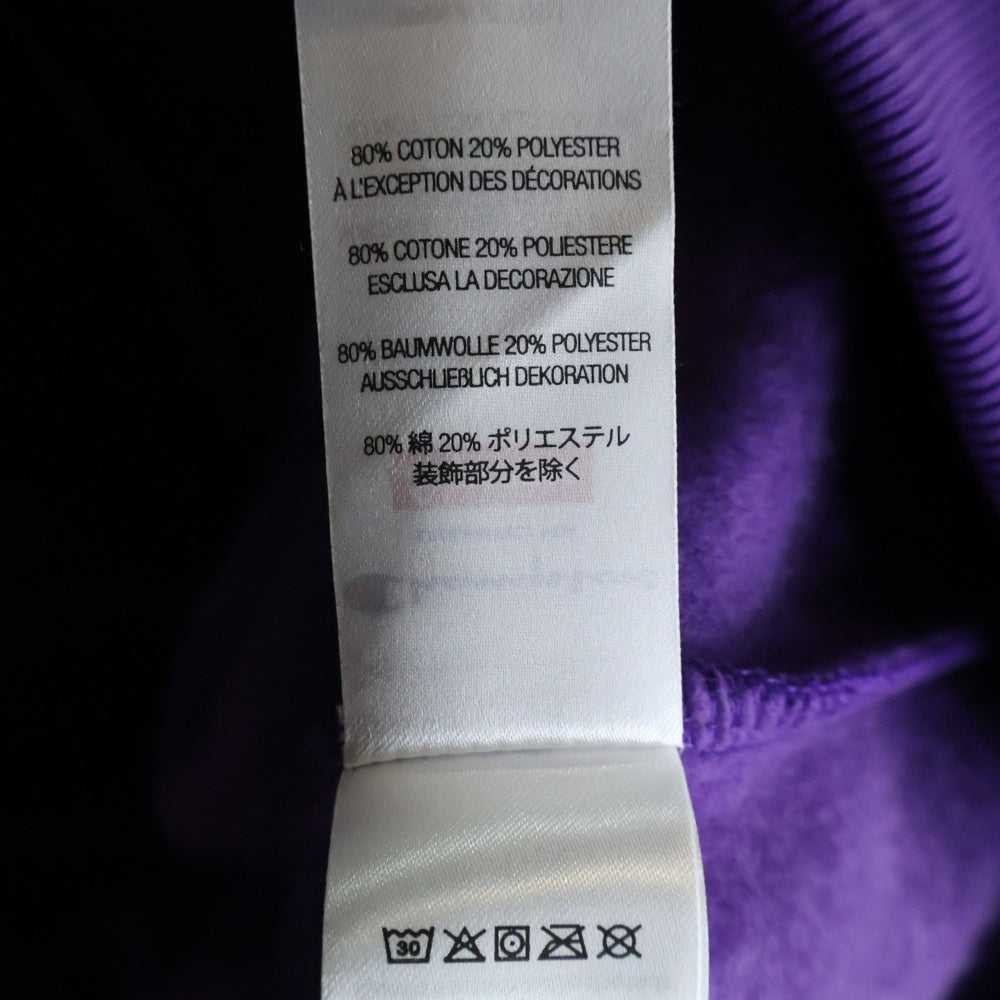 80% COTON 20% POLYESTER
À L'EXCEPTION DES DÉCORATIONS
80% COTONE 20% POLIESTERE
ESCLUSA LA DECORAZIONE
80% BAUMWOLLE 20% POLYESTER
AUSSCHLIEßLICH DEKORATION
80% 綿 20% ポリエステル
装飾部分を除く
30